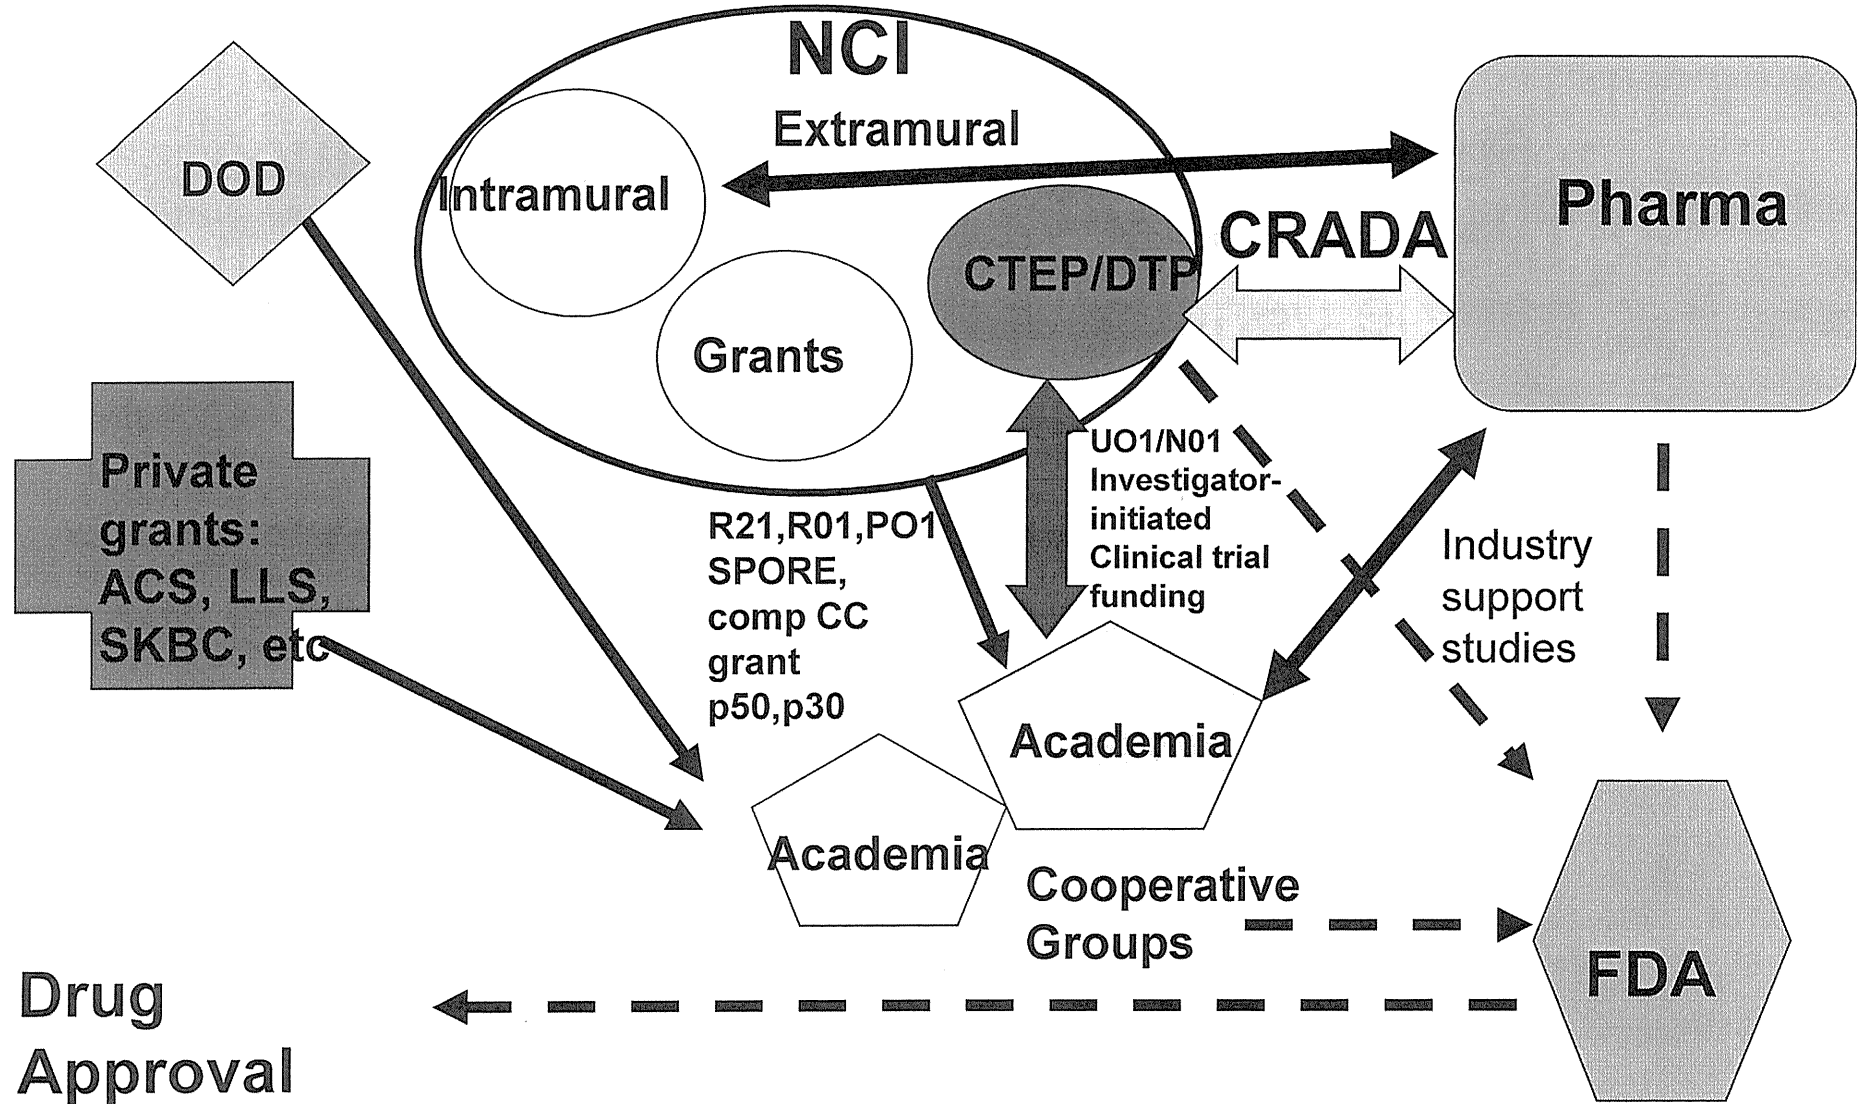 NCI
Extramural
DOD
Intramural
Pharma
CRADA
CTEP/DTP
Grants
UO1/N01
Investigator-
initiated
Clinical trial
funding
Private
grants:
ACS, LLS,
SKBC, etc
R21,R01,PO1
SPORE,
comp CC
grant
p50,p30
Industry
support
studies
Academia
Academia
Cooperative
Groups
FDA
Drug
Approval